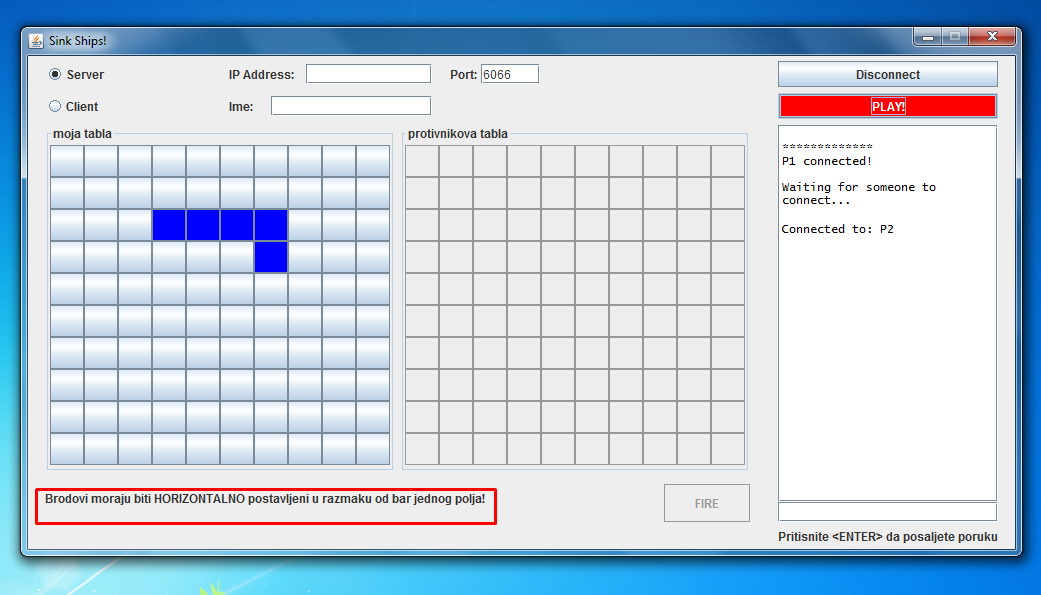 Sink Ships!
Server
IP Address:
Port: 6066
Disconnect
Client
Ime:
PLAY!
moja tabla
protivnikova tabla
*************
P1 connected!
Waiting for someone to
connect...
Connected to: P2
Brodovi moraju biti HORIZONTALNO postavljeni u razmaku od bar jednog polja!
FIRE
Pritisnite <ENTER> da posaljete poruku